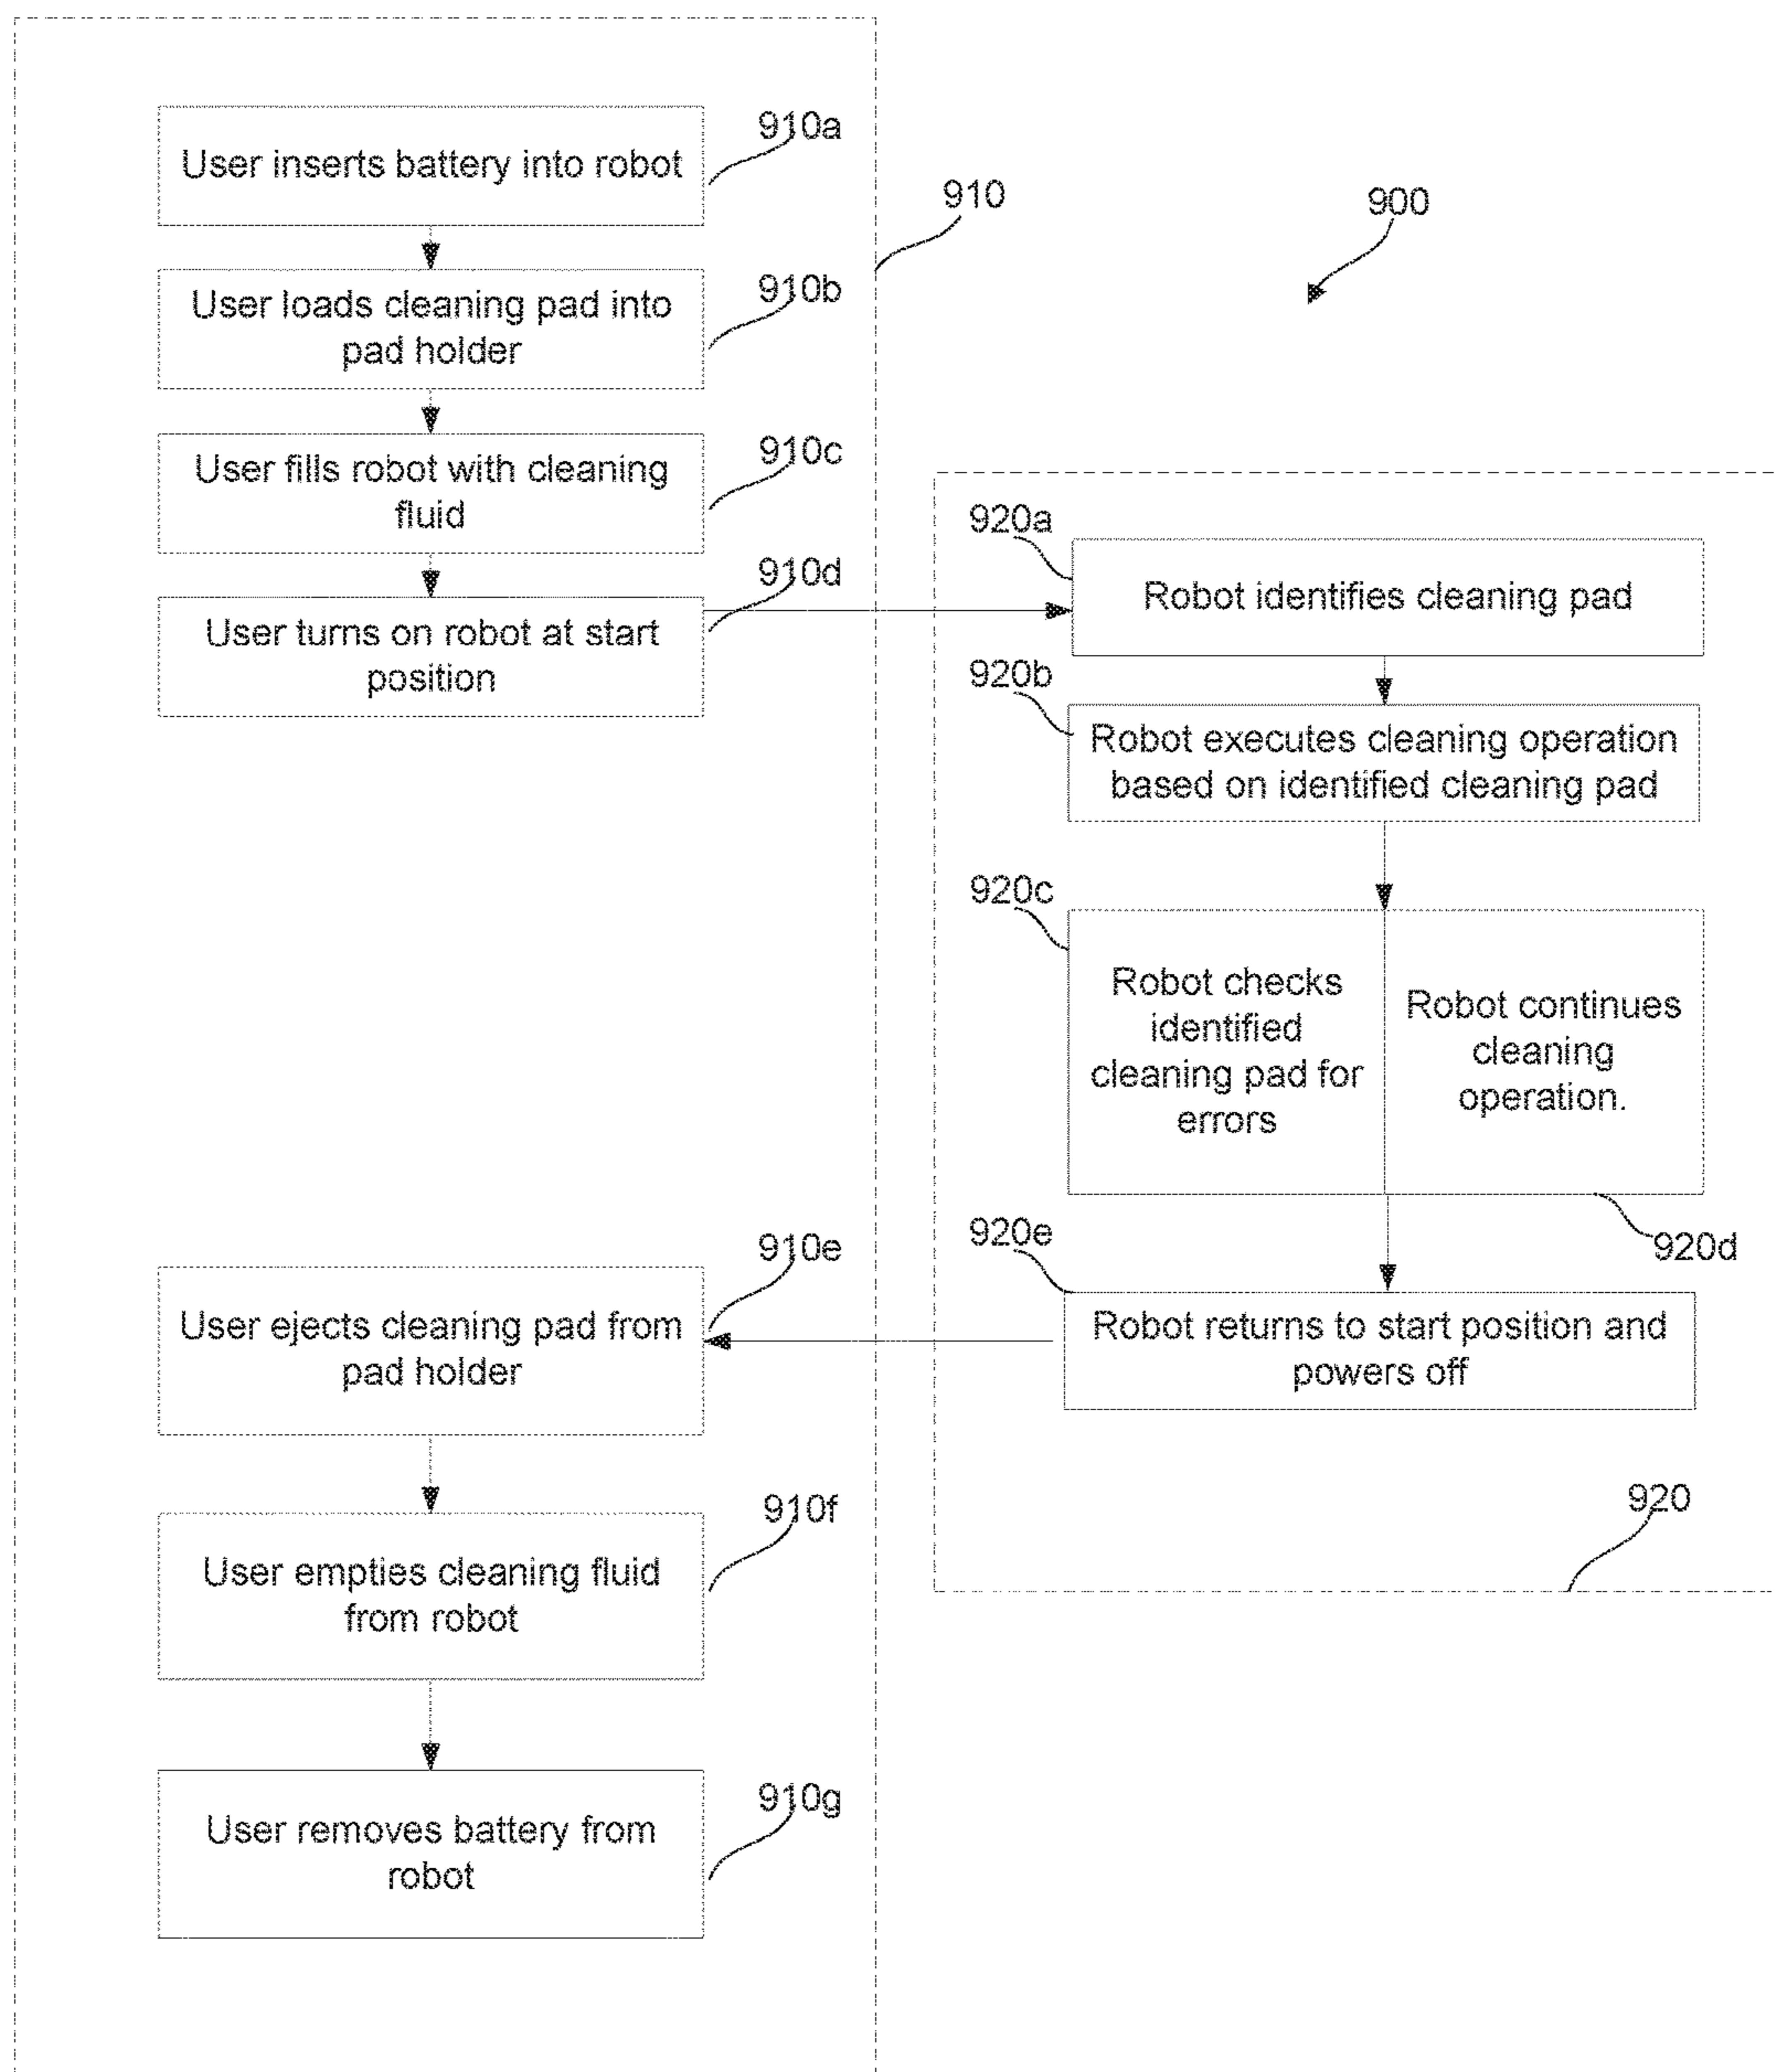 910a
User inserts battery into robot
910
900
910b
User loads cleaning pad into
pad holder
910c
User fills robot with cleaning
fluid
910d
User turns on robot at start
position
920a
Robot identifies cleaning pad
920b
Robot executes cleaning operation
based on identified cleaning pad
920c
Robot checks
identified
cleaning pad for
errors
Robot continues
cleaning
operation.
920d
920e
Robot returns to start position and
powers off
920
910e
User ejects cleaning pad from
pad holder
910f
User empties cleaning fluid
from robot
910g
User removes battery from
robot